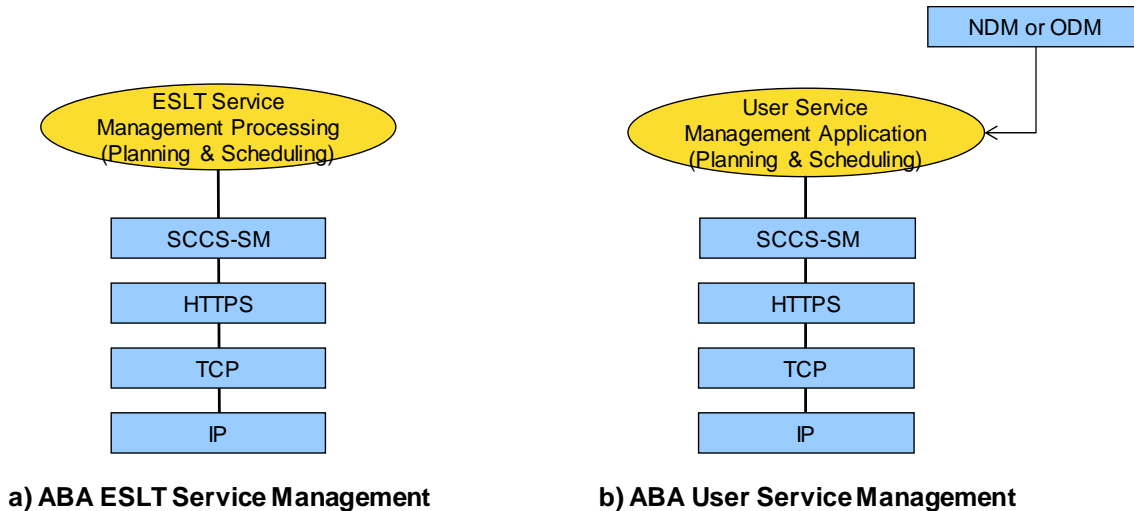 NDM or ODM
ESLT Service
Management Processing
(Planning & Scheduling)
User Service
Management Application
(Planning & Scheduling)
SCCS-SM
SCCS-SM
HTTPS
HTTPS
TCP
TCP
IP
IP
a) ABA ESLT Service Management
b) ABA User Service Management